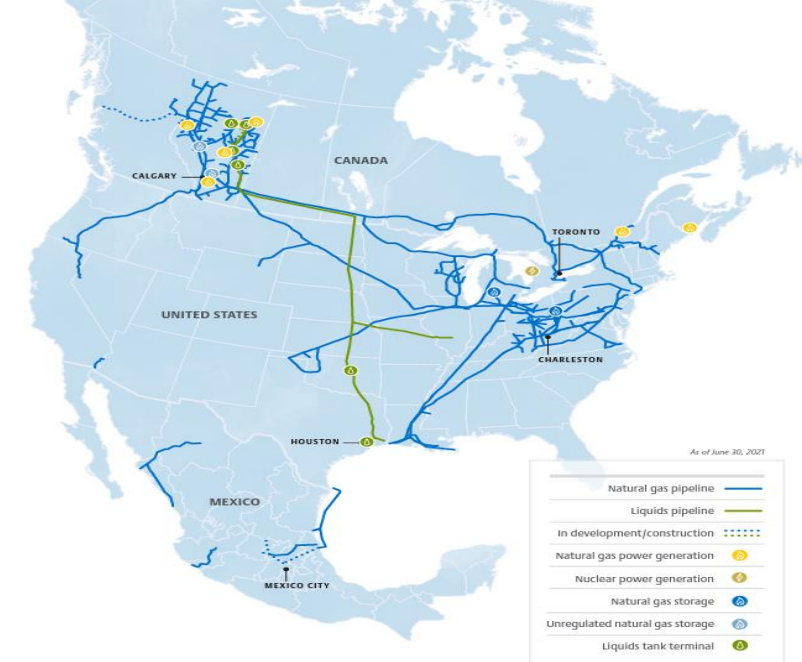 CANADA
CALGARY
TORONTO
UNITED STATES
CHARLESTON
HOUSTON
As of June 30, 2021
MEXICO
MEXICO CITY
Natural gas pipeline
Liquids pipeline
In development/construction
Natural gas power generation
Nuclear power generation
Natural gas storage
Unregulated natural gas storage
Liquids tank terminal